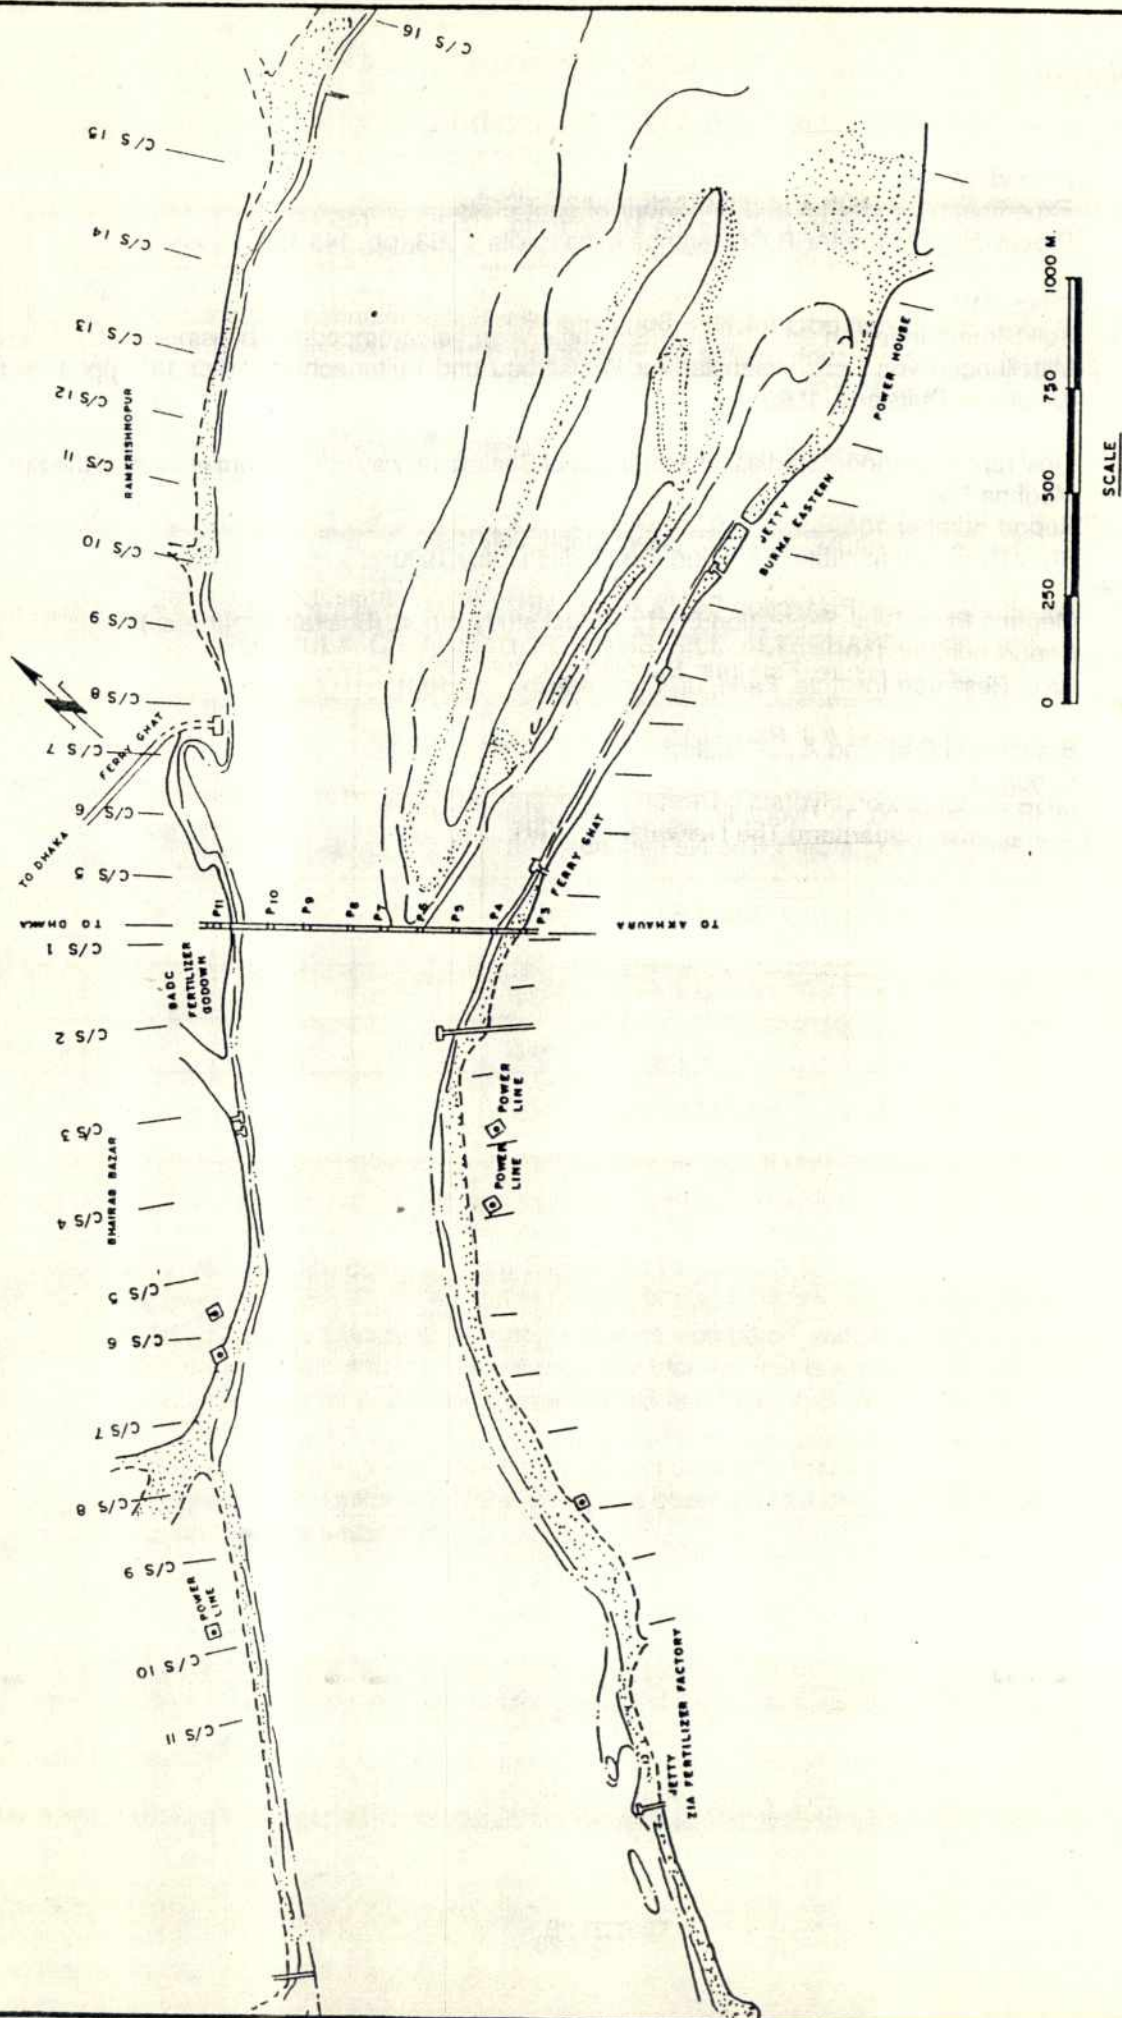 C/S 16
C/S 15
C/S 14
C/S 13
C/S 12
RAMKRISHNOPUR
C/S 11
C/S 10
C/S 9
C/S 8
FERRY GHAT
C/S 7
C/S 6
TO DHAKA
C/S 5
TO DHAKA
P11
P10
P9
P8
P7
P6
P5
P4
P3
TO AKHAURA
FERRY GHAT
JETTY
BURMA EASTERN
POWER HOUSE
C/S 1
BADC
FERTILIZER
GODOWN
C/S 2
C/S 3
BHAIRAB BAZAR
C/S 4
C/S 5
C/S 6
C/S 7
C/S 8
C/S 9
POWER
LINE
C/S 10
C/S 11
POWER
LINE
POWER
LINE
JETTY
ZIA FERTILIZER FACTORY
0 250 500 750 1000 M
SCALE